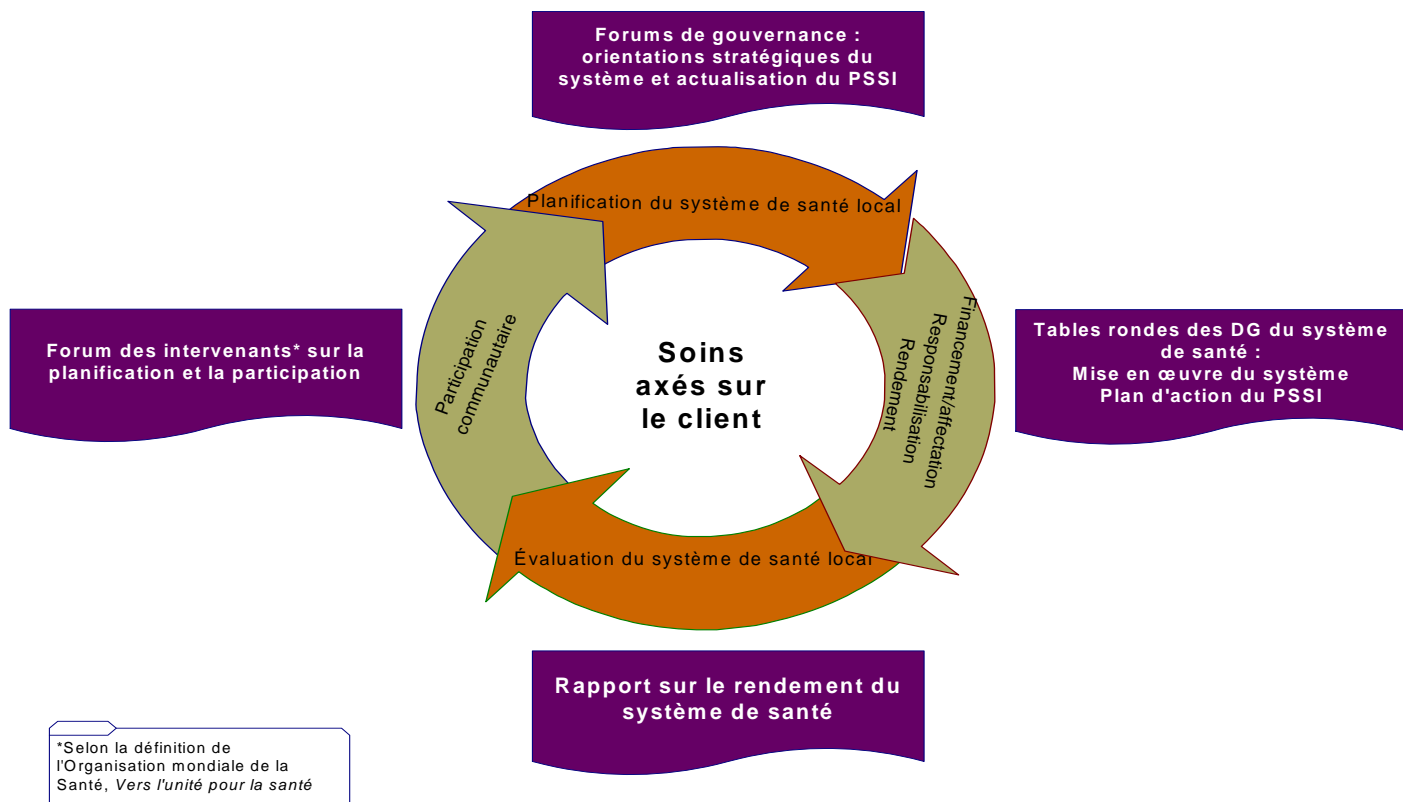 Forums de gouvernance :
orientations stratégiques du
système et actualisation du PSSI
Planification du système de santé local
Forum des intervenants* sur la
planification et la participation
Participation
communautaire
Soins
axés sur
le client
Financement/affectation
Responsabilisation
Rendement
Tables rondes des DG du système
de santé :
Mise en œuvre du système
Plan d'action du PSSI
Évaluation du système de santé local
Rapport sur le rendement du
système de santé
*Selon la définition de
l'Organisation mondiale de la
Santé, Vers l'unité pour la santé